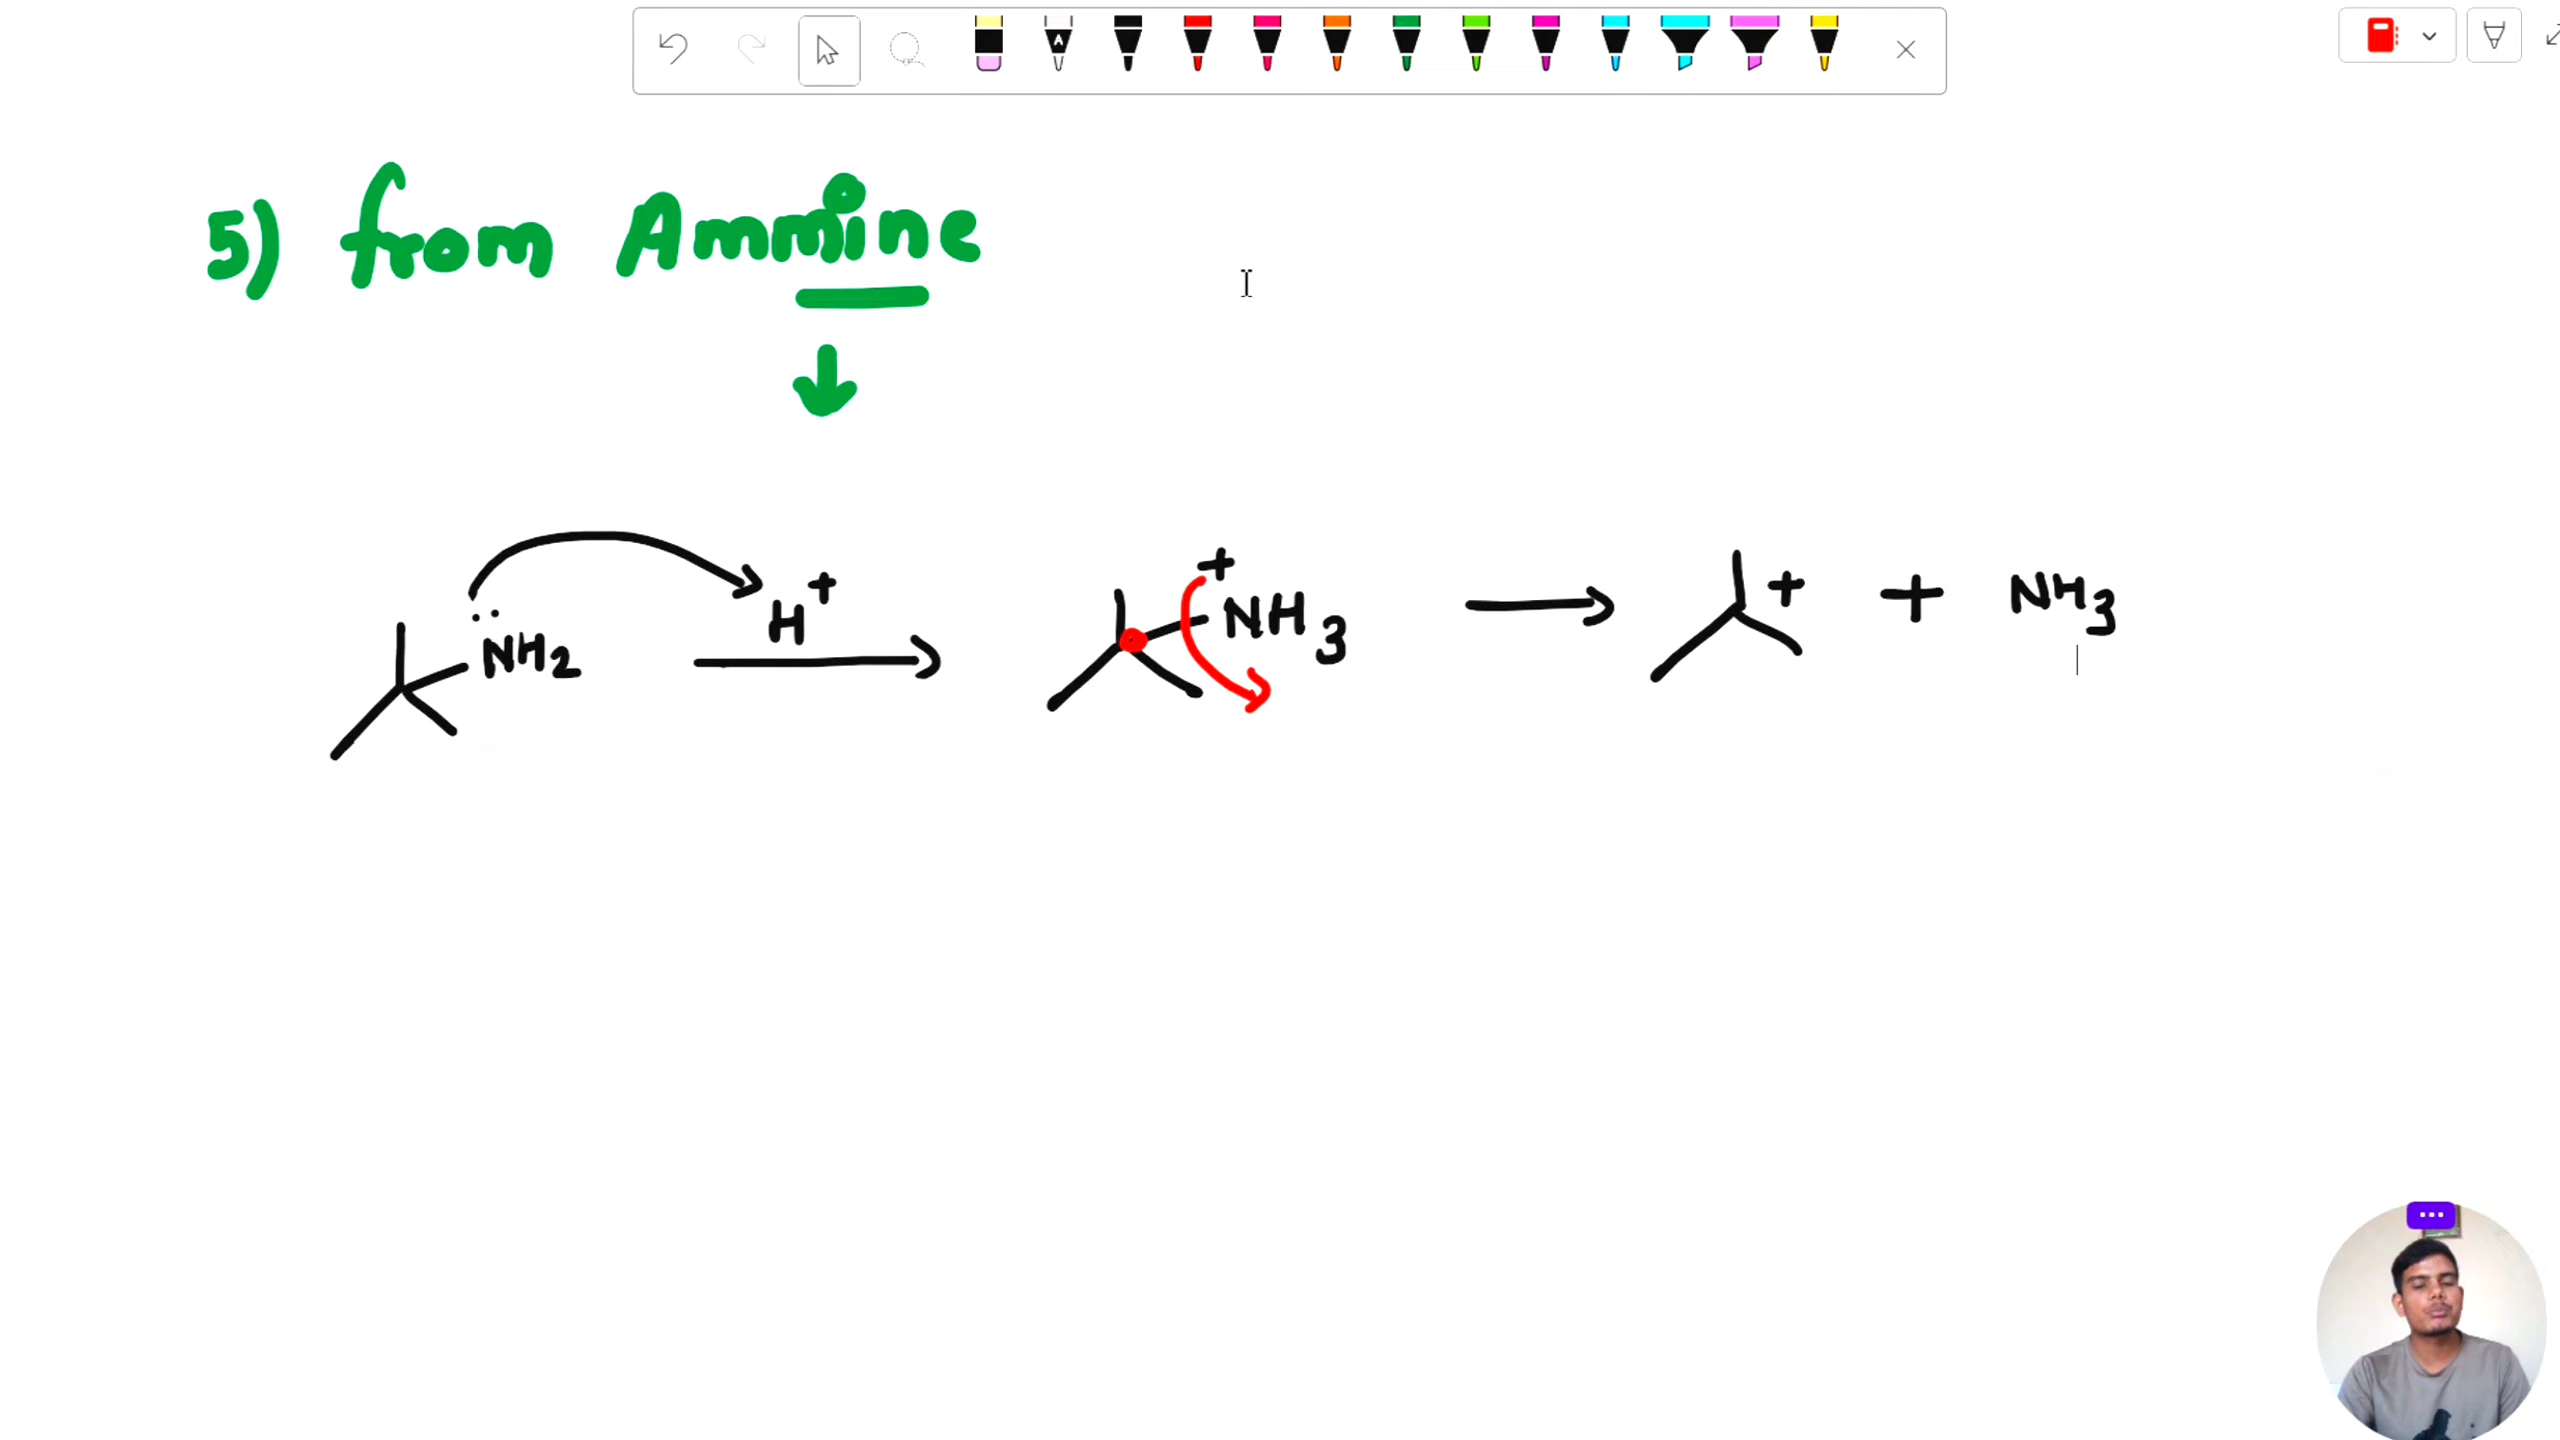 5) from Ammine
NH2 H+ +NH3 + + NH3